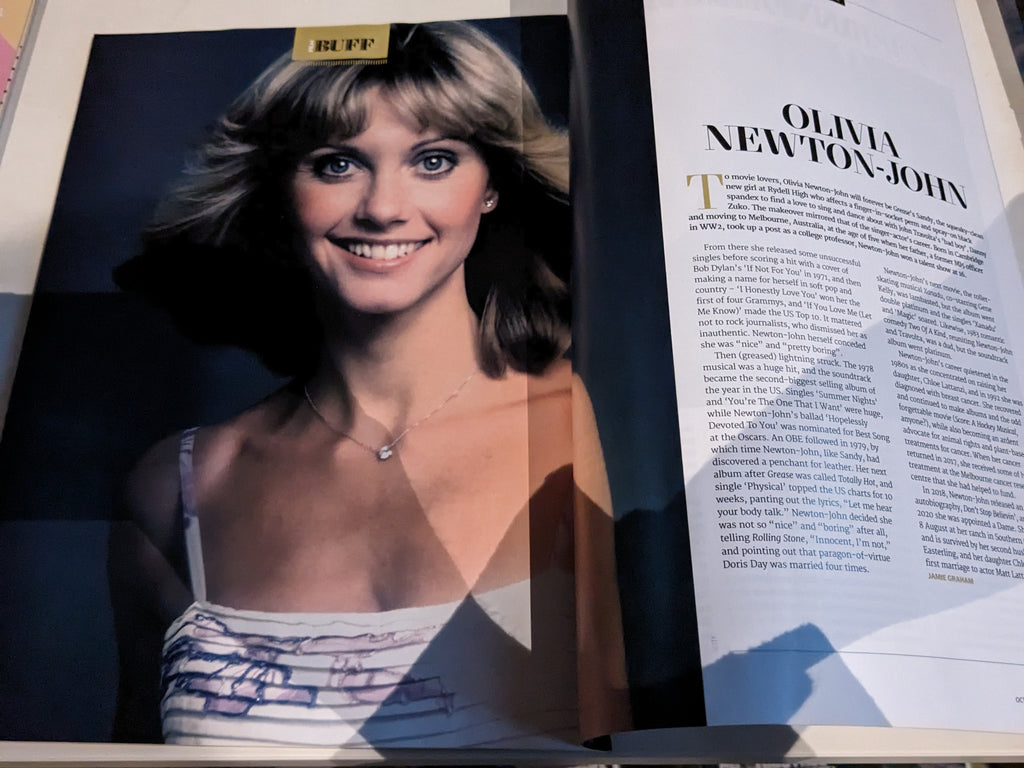 BUFF
OLIVIA
NEWTON-JOHN
To movie lovers, Olivia Newton-John will forever be Grease's Sandy, the squeaky-clean
new girl at Rydell High who affects a finger-in-socket perm and spray-on black
spandex to find a love to sing and dance about with John Travolta's 'bad boy', Danny
Zuko. The makeover mirrored that of the singer-actor's career. Born in Cambridge
and moving to Melbourne, Australia, at the age of five when her father, a former MI5 officer
in WW2, took up a post as a college professor, Newton-John won a talent show at 16.
From there she released some unsuccessful
singles before scoring a hit with a cover of
Bob Dylan's 'If Not For You' in 1971, and then
making a name for herself in soft pop and
country – 'I Honestly Love You' won her the
first of four Grammys, and 'If You Love Me (Let
Me Know)' made the US Top 10. It mattered
not to rock journalists, who dismissed her as
inauthentic. Newton-John herself conceded
she was "nice" and "pretty boring".
Then (greased) lightning struck. The 1978
musical was a huge hit, and the soundtrack
became the second-biggest selling album of
the year in the US. Singles 'Summer Nights'
and 'You're The One That I Want' were huge,
while Newton-John's ballad 'Hopelessly
Devoted To You' was nominated for Best Song
at the Oscars. An OBE followed in 1979, by
which time Newton-John, like Sandy, had
discovered a penchant for leather. Her next
album after Grease was called Totally Hot, and
single 'Physical' topped the US charts for 10
weeks, panting out the lyrics, "Let me hear
your body talk." Newton-John decided she
was not so "nice" and "boring" after all,
telling Rolling Stone, "Innocent, I'm not,"
and pointing out that paragon-of-virtue
Doris Day was married four times.
Newton-John's next movie, the roller-
skating musical Xanadu, co-starring Gene
Kelly, was lambasted, but the album went
double platinum and the singles 'Xanadu'
and 'Magic' soared. Likewise, 1983 romantic
comedy Two Of A Kind, reuniting Newton-John
and Travolta, was a dud, but the soundtrack
album went platinum.
Newton-John's career quietened in the
1980s as she concentrated on raising her
daughter, Chloe Lattanzi, and in 1992 she was
diagnosed with breast cancer. She recovered
and continued to make albums and the odd
forgettable movie (Score: A Hockey Musical,
anyone?), while also becoming an ardent
advocate for animal rights and plant-base
treatments for cancer. When her cancer
returned in 2017, she received some of h
treatment at the Melbourne cancer rese
centre that she had helped to fund.
In 2018, Newton-John released an
autobiography, Don't Stop Believin', a
2020 she was appointed a Dame. Sh
8 August at her ranch in Southern
and is survived by her second hus
Easterling, and her daughter Chl
first marriage to actor Matt Latt
JAMIE GRAHAM